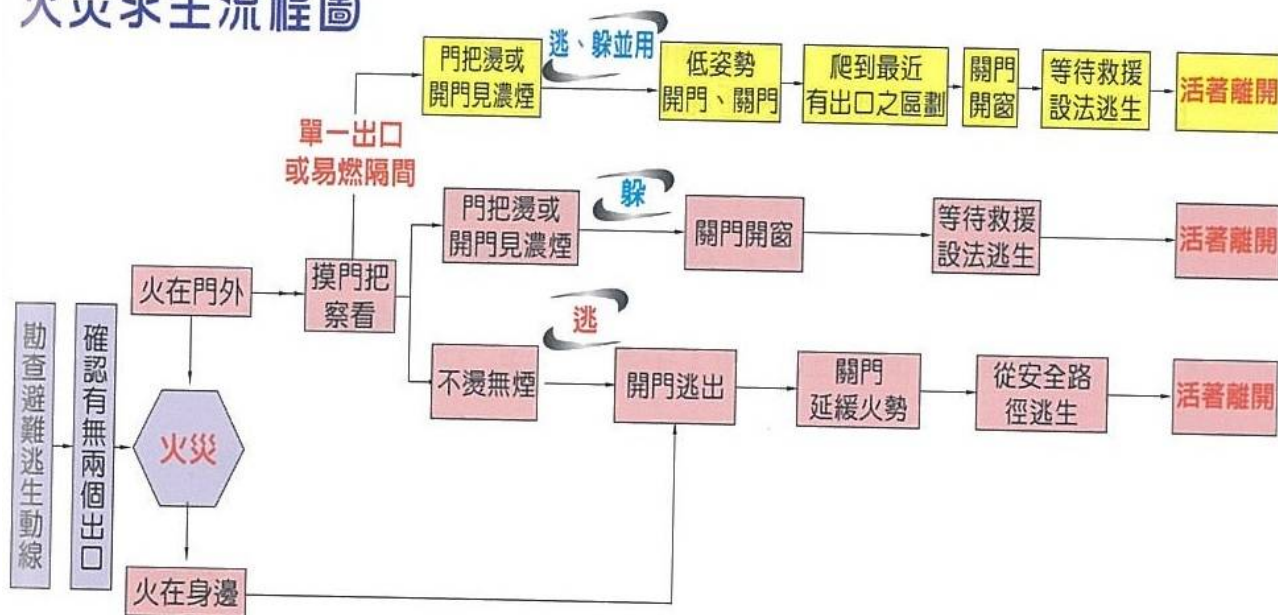 火災求生流程圖
門把燙或
開門見濃煙
逃、躲並用
低姿勢
開門、關門
爬到最近
有出口之區劃
關門
開窗
等待救援
設法逃生
活著離開
單一出口
或易燃隔間
門把燙或
開門見濃煙
躲
關門開窗
等待救援
設法逃生
活著離開
火在門外
摸門把
察看
逃
不燙無煙
開門逃出
關門
延緩火勢
從安全路
徑逃生
活著離開
勘查避難逃生動線
確認有無兩個出口
火災
火在身邊